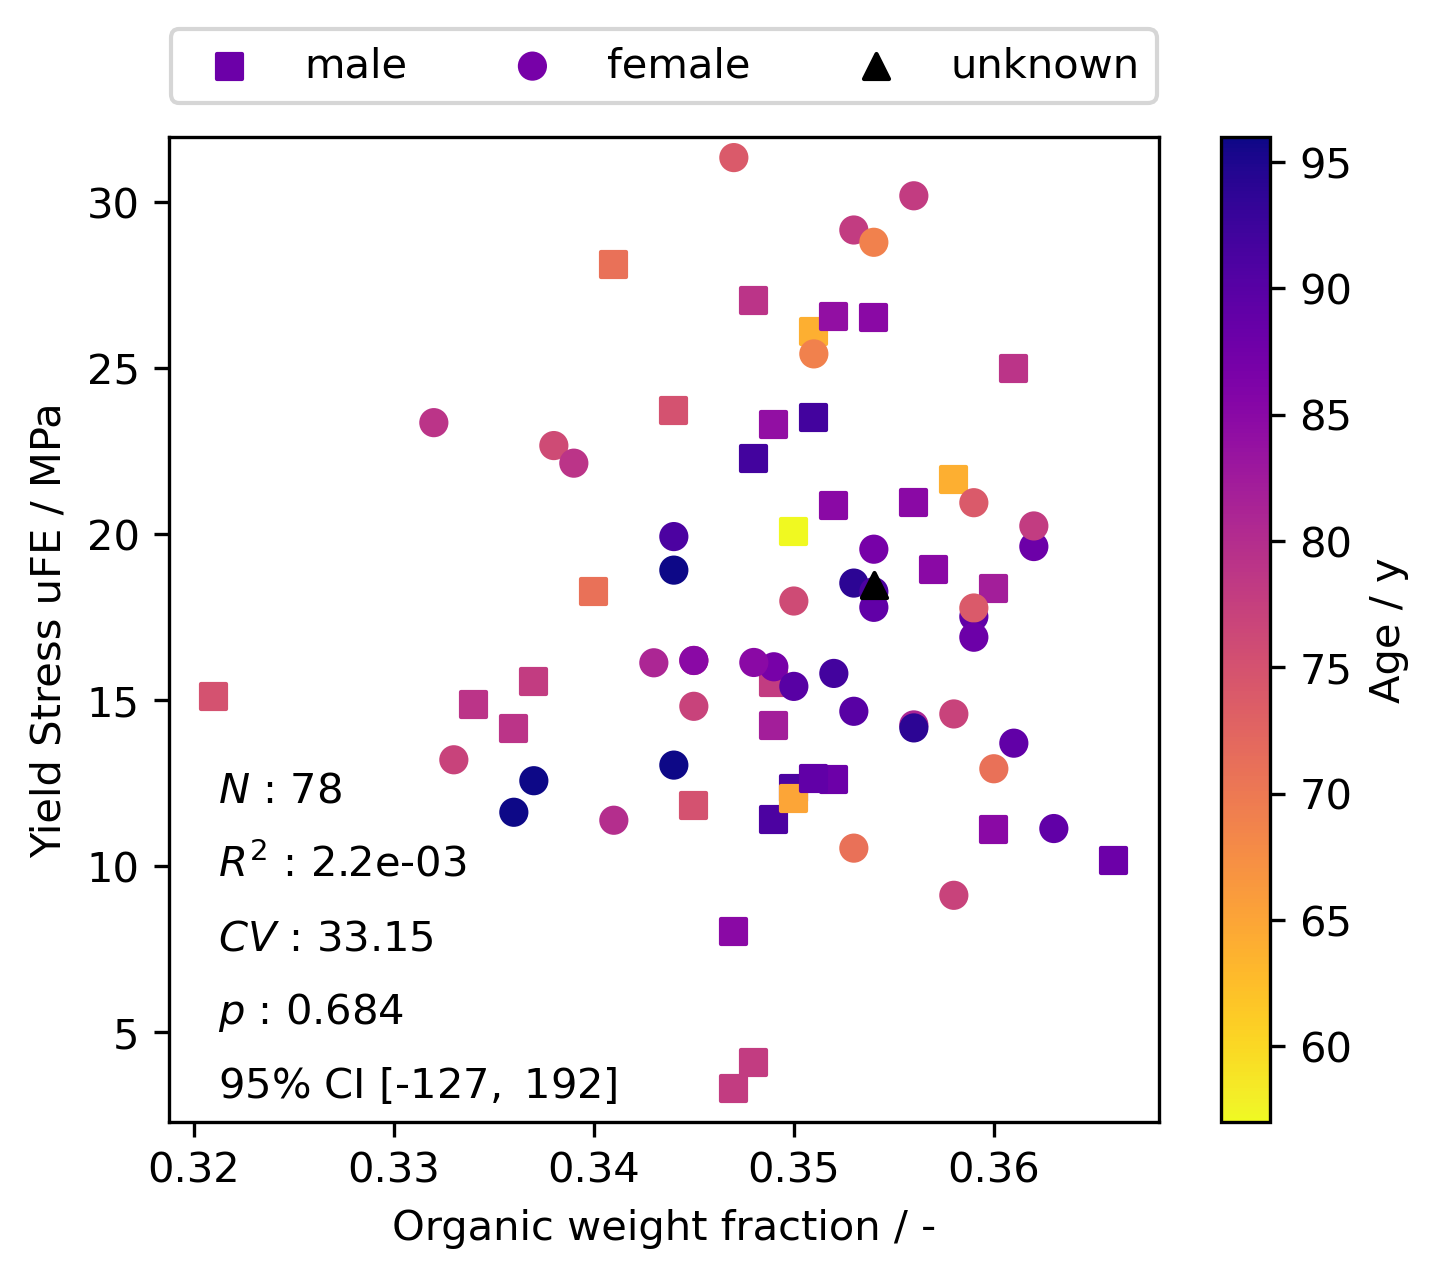 male female unknown
30
25
20
15
10
5
Yield Stress uFE / MPa
N : 78
R² : 2.2e-03
CV : 33.15
p : 0.684
95% CI [-127, 192]
0.32 0.33 0.34 0.35 0.36
Organic weight fraction / -
95
90
85
80
75
70
65
60
Age / y